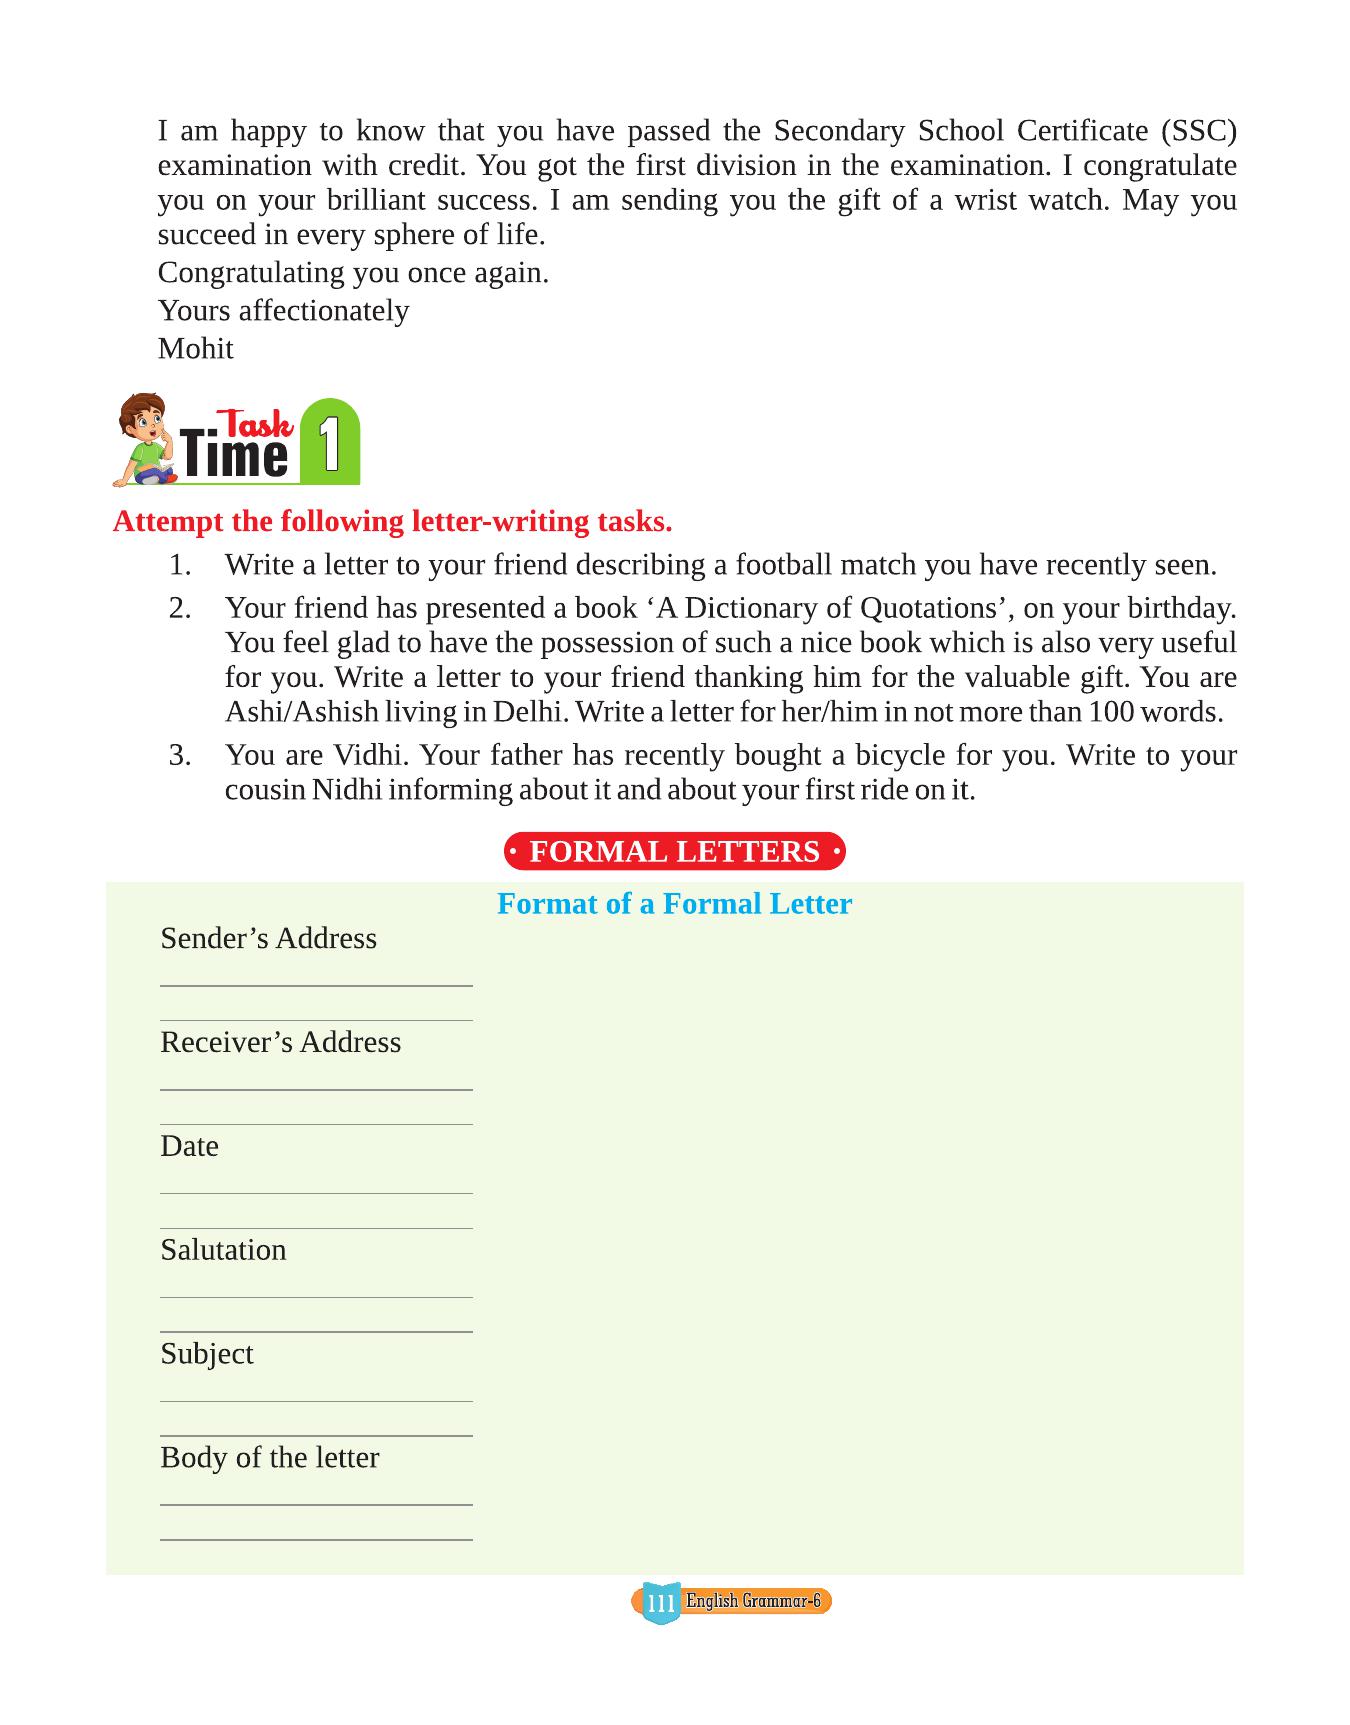 I am happy to know that you have passed the Secondary School Certificate (SSC)
examination with credit. You got the first division in the examination. I congratulate
you on your brilliant success. I am sending you the gift of a wrist watch. May you
succeed in every sphere of life.
Congratulating you once again.
Yours affectionately
Mohit
Task
Time 1
Attempt the following letter-writing tasks.
1. Write a letter to your friend describing a football match you have recently seen.
2. Your friend has presented a book ‘A Dictionary of Quotations’, on your birthday.
You feel glad to have the possession of such a nice book which is also very useful
for you. Write a letter to your friend thanking him for the valuable gift. You are
Ashi/Ashish living in Delhi. Write a letter for her/him in not more than 100 words.
3. You are Vidhi. Your father has recently bought a bicycle for you. Write to your
cousin Nidhi informing about it and about your first ride on it.
• FORMAL LETTERS •
Format of a Formal Letter
Sender’s Address
Receiver’s Address
Date
Salutation
Subject
Body of the letter
111 English Grammar-6